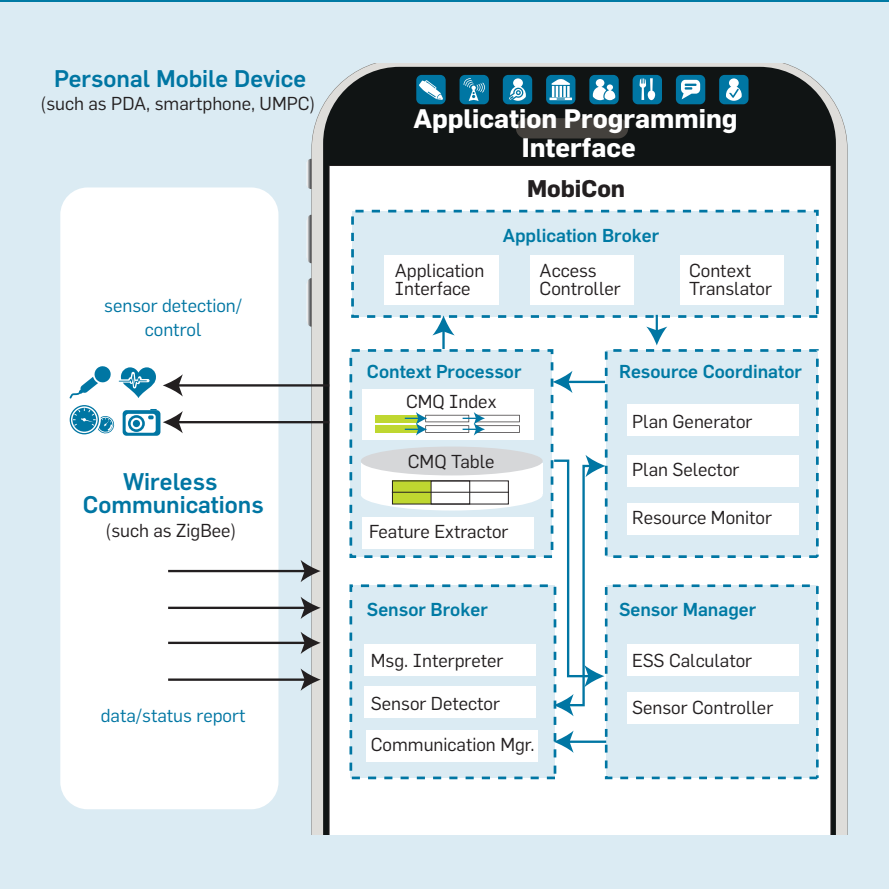 Personal Mobile Device
(such as PDA, smartphone, UMPC)
Application Programming
Interface
MobiCon
Application Broker
Application
Interface
Access
Controller
Context
Translator
sensor detection/
control
Wireless
Communications
(such as ZigBee)
data/status report
Context Processor
CMQ Index
CMQ Table
Feature Extractor
Resource Coordinator
Plan Generator
Plan Selector
Resource Monitor
Sensor Broker
Msg. Interpreter
Sensor Detector
Communication Mgr.
Sensor Manager
ESS Calculator
Sensor Controller